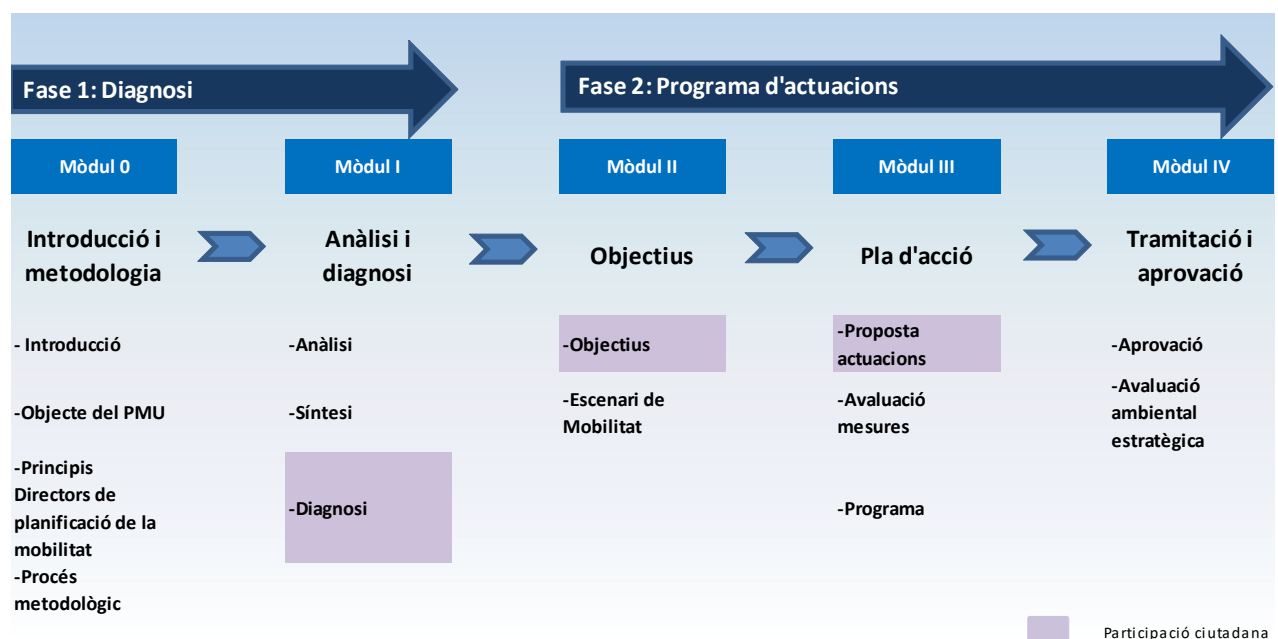 Fase 1: Diagnosi
Fase 2: Programa d'actuacions
Mòdul 0
Mòdul I
Mòdul II
Mòdul III
Mòdul IV
Introducció i
metodologia
Anàlisi i
diagnosi
Objectius
Pla d'acció
Tramitació i
aprovació
- Introducció
-Objecte del PMU
-Principis
Directors de
planificació de la
mobilitat
-Procés
metodològic
-Anàlisi
-Síntesi
-Diagnosi
-Objectius
-Escenari de
Mobilitat
-Proposta
actuacions
-Avaluació
mesures
-Programa
-Aprovació
-Avaluació
ambiental
estratègica
Participació ciutadana